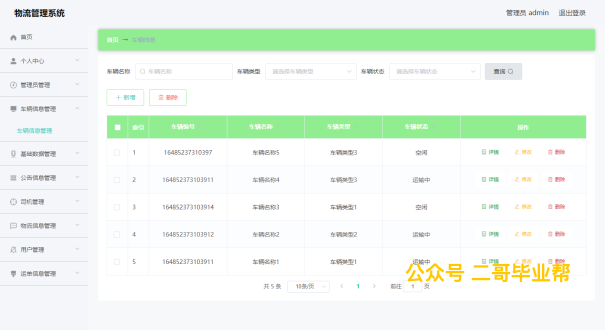 物流管理系统
管理员 admin 退出登录
首页
个人中心
管理员管理
车辆信息管理
车辆信息管理
基础数据管理
公告信息管理
司机管理
物流信息管理
用户管理
运单信息管理
首页 车辆信息
车辆名称 车辆名称 车辆类型 请选择车辆类型 车辆状态 请选择车辆状态 查询
+ 新增 删除
索引 车辆编号 车辆名称 车辆类型 车辆状态 操作
1 16485237310397 车辆名称5 车辆类型3 空闲 详情 修改 删除
2 164852373103911 车辆名称4 车辆类型3 运输中 详情 修改 删除
3 164852373103914 车辆名称3 车辆类型1 空闲 详情 修改 删除
4 164852373103912 车辆名称2 车辆类型2 运输中 详情 修改 删除
5 164852373103911 车辆名称1 车辆类型1 运输中 详情 修改 删除
共 5 条 10条/页 1 前往 1 页
公众号 二哥毕业帮